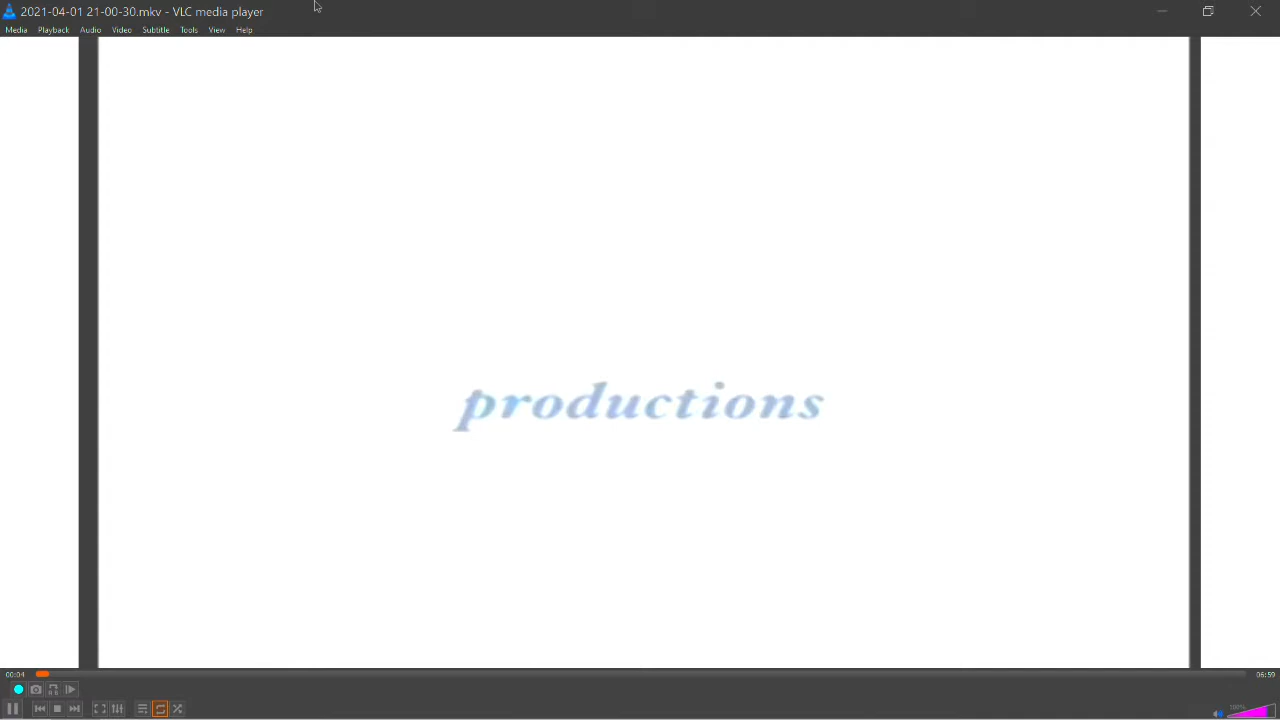 2021-04-01 21-00-30.mkv - VLC media player
Media Playback Audio Video Subtitle Tools View Help
productions
00:04 06:59
100%